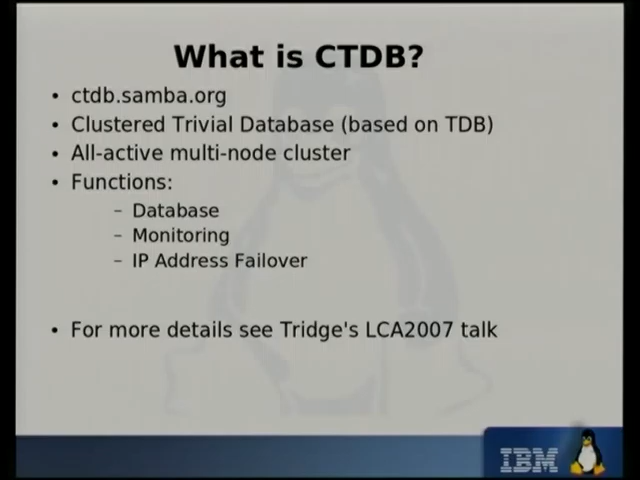 What is CTDB?
• ctdb.samba.org
• Clustered Trivial Database (based on TDB)
• All-active multi-node cluster
• Functions:
– Database
– Monitoring
– IP Address Failover
• For more details see Tridge's LCA2007 talk
IBM